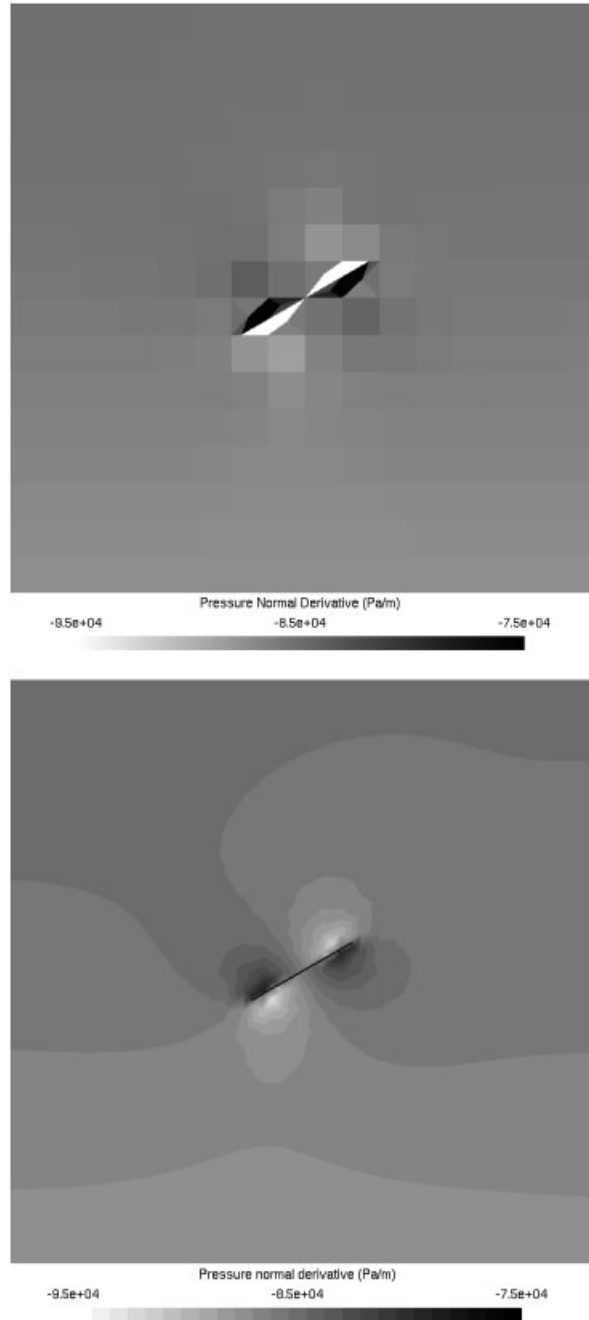 Pressure Normal Derivative (Pa/m)
-9.5e+04 -8.5e+04 -7.5e+04
Pressure normal derivative (Pa/m)
-9.5e+04 -8.5e+04 -7.5e+04